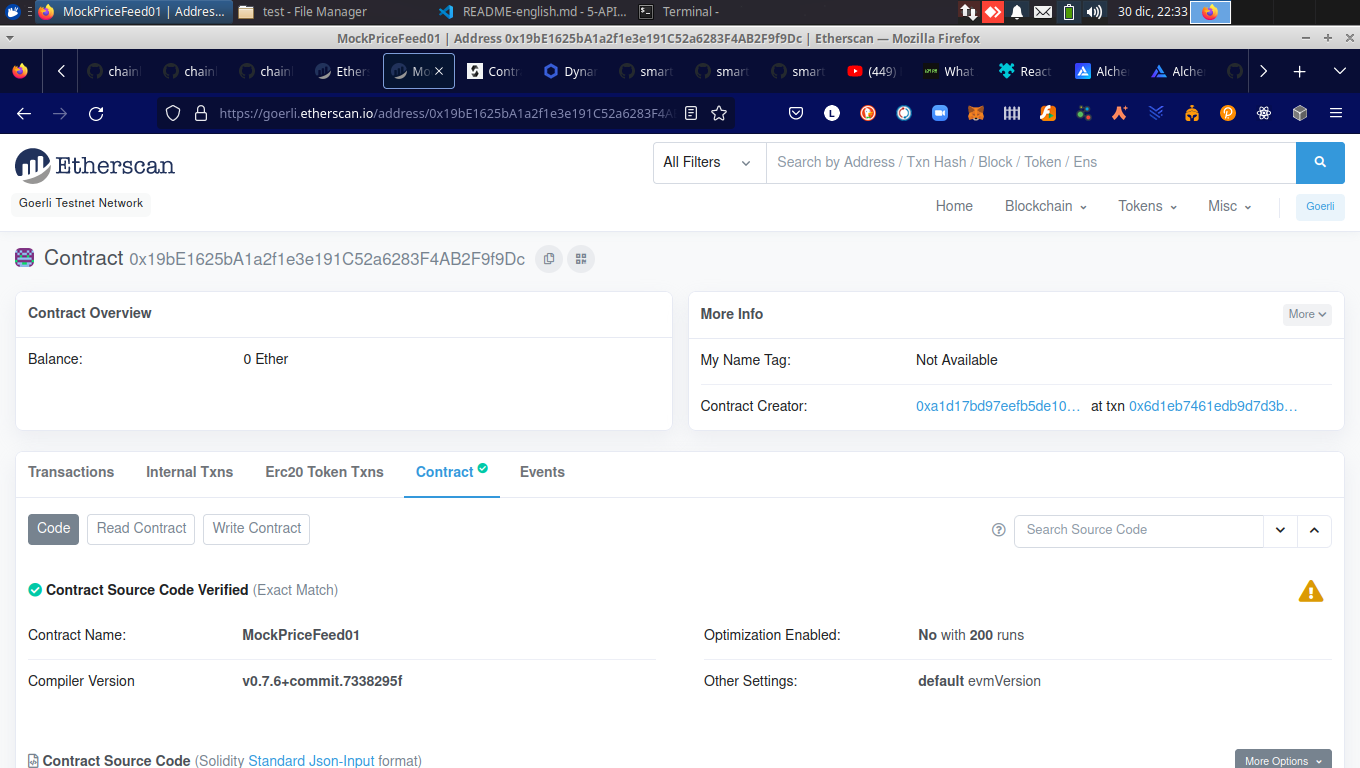 MockPriceFeed01 | Addres...
test - File Manager
README-english.md - 5-API...
Terminal -
30 dic, 22:33
MockPriceFeed01 | Address 0x19bE1625bA1a2f1e3e191C52a6283F4AB2F9f9Dc | Etherscan — Mozilla Firefox
chainl
chainl
chainl
Ethers
Mo
Contr
Dynar
smart
smart
smart
(449)
What
React
Alche
Alche
https://goerli.etherscan.io/address/0x19bE1625bA1a2f1e3e191C52a6283F4A
Etherscan
All Filters
Search by Address / Txn Hash / Block / Token / Ens
Goerli Testnet Network
Home
Blockchain
Tokens
Misc
Goerli
Contract 0x19bE1625bA1a2f1e3e191C52a6283F4AB2F9f9Dc
Contract Overview
Balance:
0 Ether
More Info
More
My Name Tag:
Not Available
Contract Creator:
0xa1d17bd97eefb5de10... at txn 0x6d1eb7461edb9d7d3b...
Transactions
Internal Txns
Erc20 Token Txns
Contract
Events
Code
Read Contract
Write Contract
Search Source Code
Contract Source Code Verified (Exact Match)
Contract Name:
MockPriceFeed01
Optimization Enabled:
No with 200 runs
Compiler Version
v0.7.6+commit.7338295f
Other Settings:
default evmVersion
Contract Source Code (Solidity Standard Json-Input format)
More Options